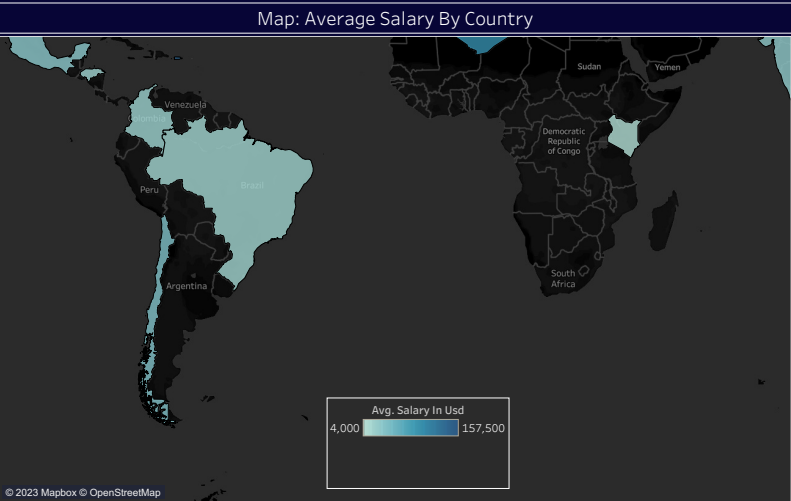 Map: Average Salary By Country
Sudan
Yemen
Venezuela
Colombia
Democratic
Republic
of Congo
Peru
Brazil
Argentina
South
Africa
Avg. Salary In Usd
4,000
157,500
© 2023 Mapbox © OpenStreetMap